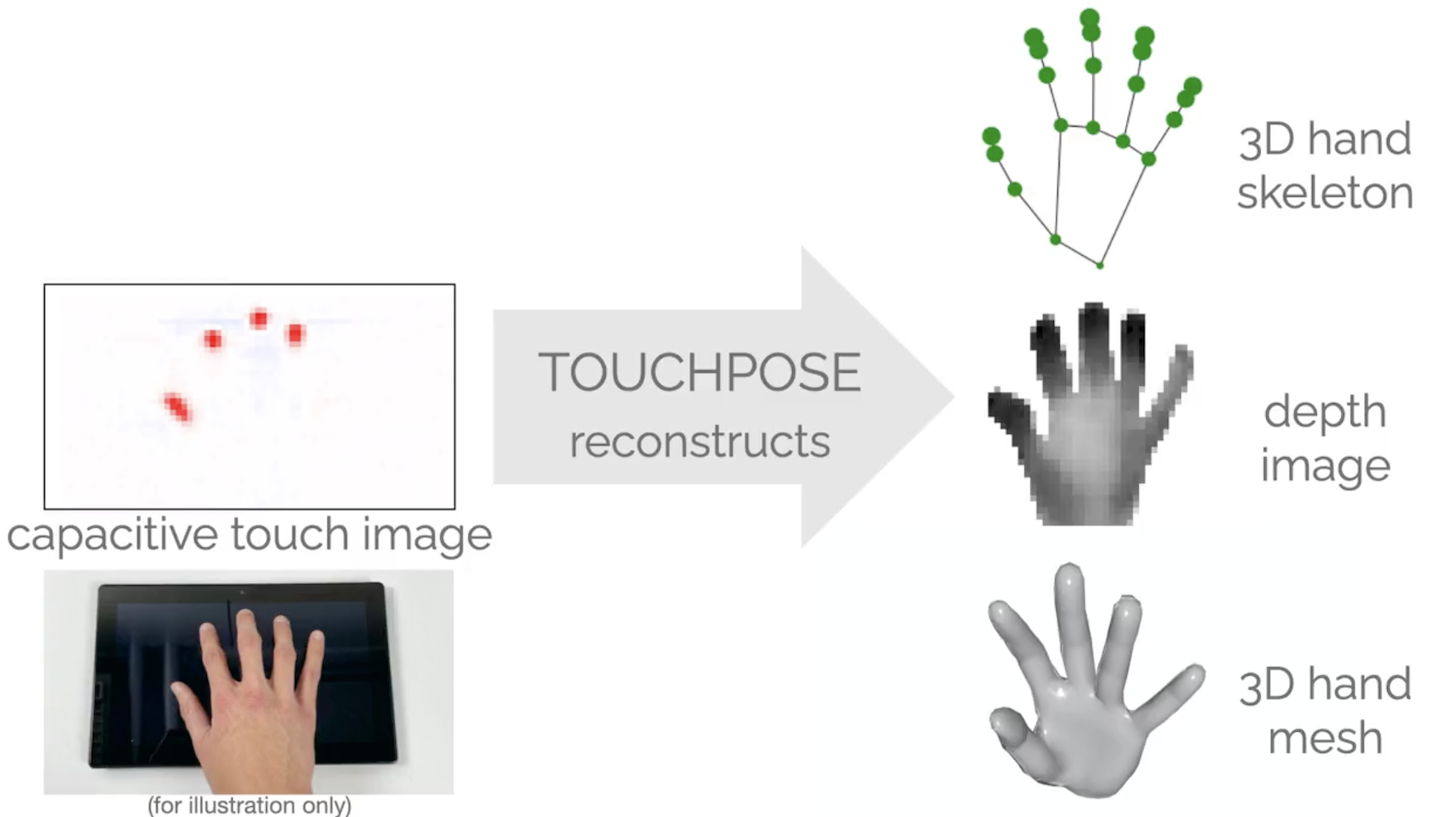 capacitive touch image
(for illustration only)
TOUCHPOSE
reconstructs
3D hand
skeleton
depth
image
3D hand
mesh